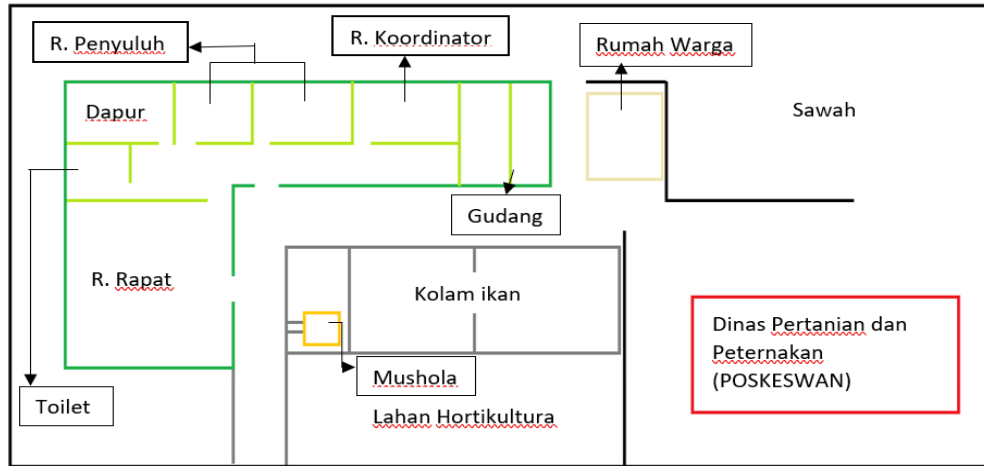 R. Penyuluh
R. Koordinator
Rumah Warga
Dapur
Sawah
Gudang
R. Rapat
Kolam ikan
Dinas Pertanian dan
Peternakan
(POSKESWAN)
Mushola
Toilet
Lahan Hortikultura